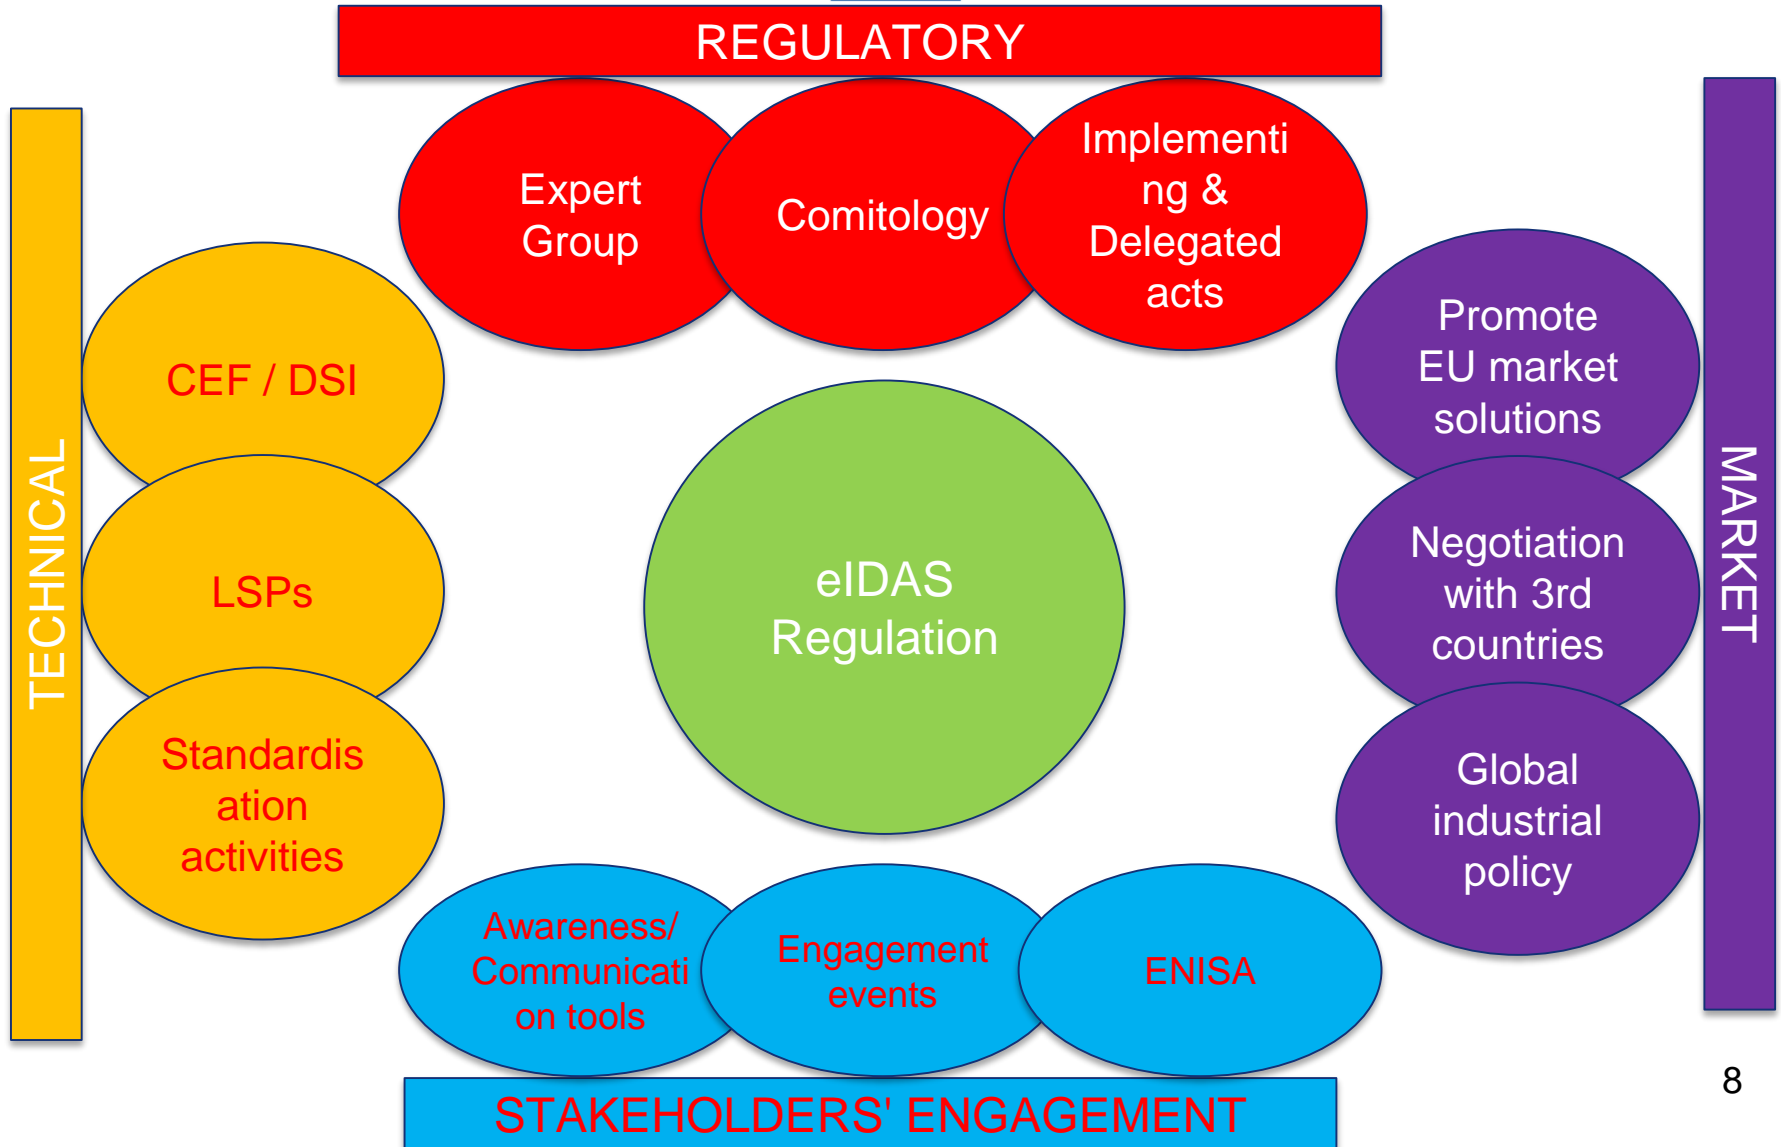 REGULATORY
Expert
Group
Comitology
Implementi
ng &
Delegated
acts
TECHNICAL
CEF / DSI
LSPs
Standardis
ation
activities
eIDAS
Regulation
Promote
EU market
solutions
Negotiation
with 3rd
countries
Global
industrial
policy
MARKET
Awareness/
Communicati
on tools
Engagement
events
ENISA
STAKEHOLDERS' ENGAGEMENT
8